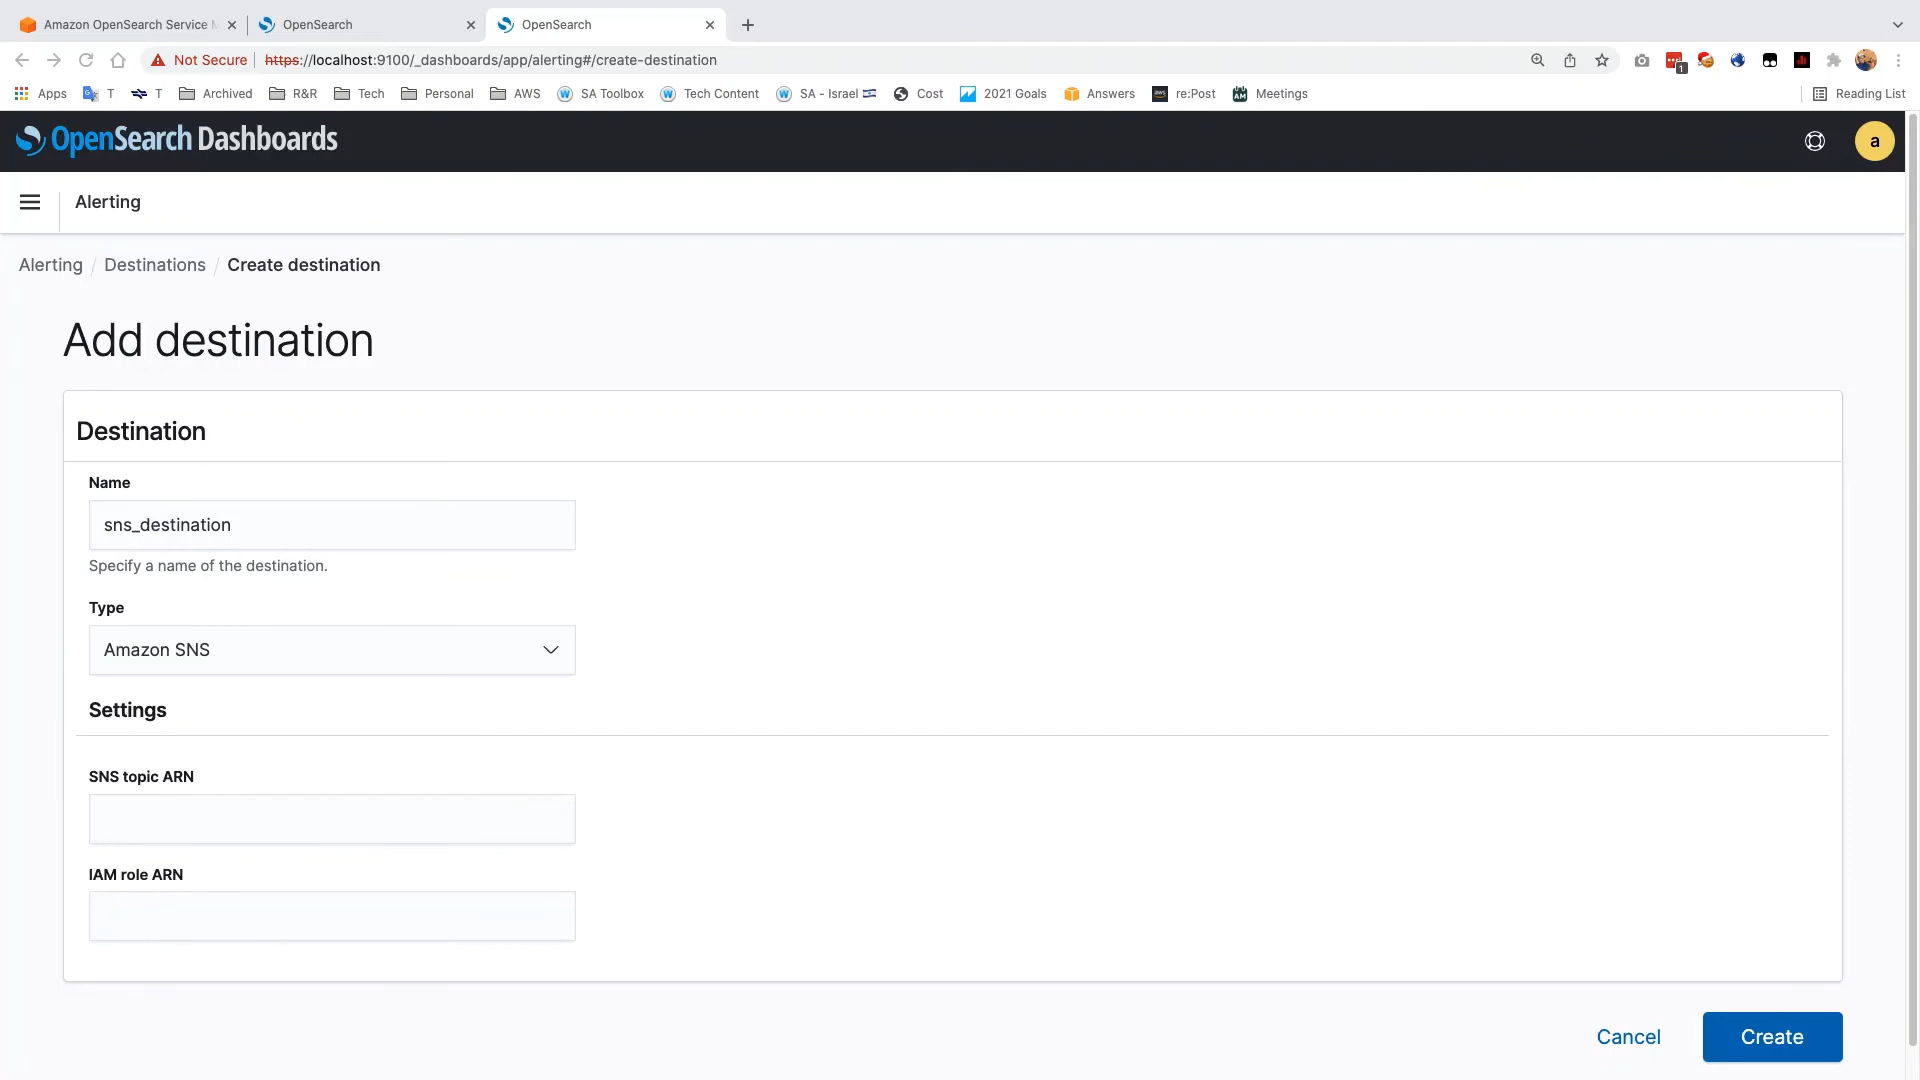 Amazon OpenSearch Service M
OpenSearch
OpenSearch
Not Secure
https://localhost:9100/_dashboards/app/alerting#/create-destination
1
Apps
T
T
Archived
R&R
Tech
Personal
AWS
SA Toolbox
Tech Content
SA - Israel
Cost
2021 Goals
Answers
re:Post
Meetings
Reading List
OpenSearch Dashboards
a
Alerting
Alerting / Destinations / Create destination
Add destination
Destination
Name
sns_destination
Specify a name of the destination.
Type
Amazon SNS
Settings
SNS topic ARN
IAM role ARN
Cancel
Create